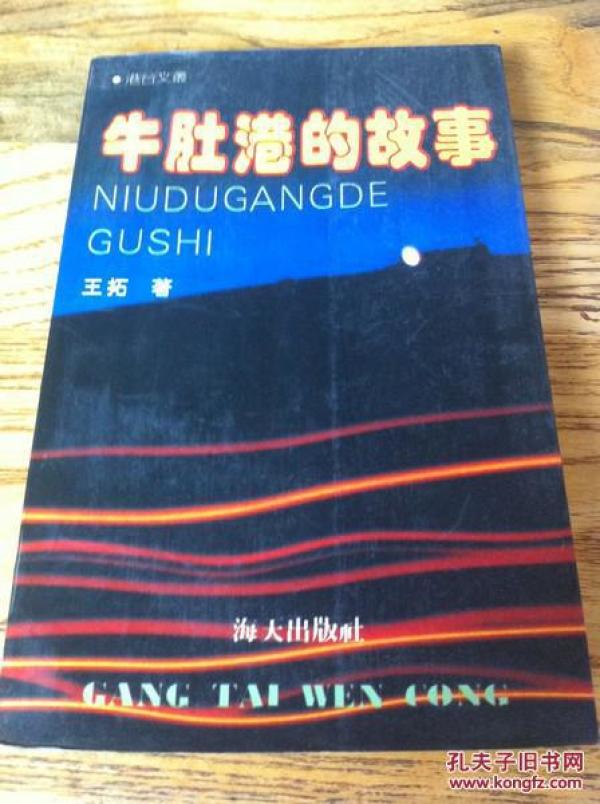 • 港台文丛
牛肚港的故事
NIUDUGANGDE
GUSHI
王拓 著
海天出版社
GANG TAI WEN CONG
孔夫子旧书网
www.kongfz.com